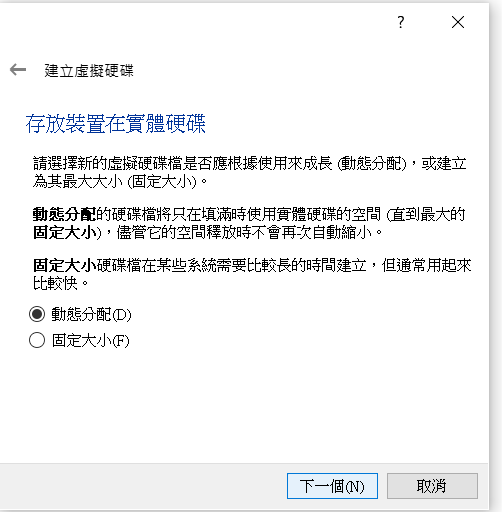 ?
建立虛擬硬碟
存放裝置在實體硬碟
請選擇新的虛擬硬碟檔是否應根據使用來成長 (動態分配)，或建立
為其最大大小 (固定大小)。
動態分配的硬碟檔將只在填滿時使用實體硬碟的空間 (直到最大的
固定大小)，儘管它的空間釋放時不會再次自動縮小。
固定大小硬碟檔在某些系統需要比較長的時間建立，但通常用起來
比較快。
動態分配(D)
固定大小(F)
下一個(N) 取消